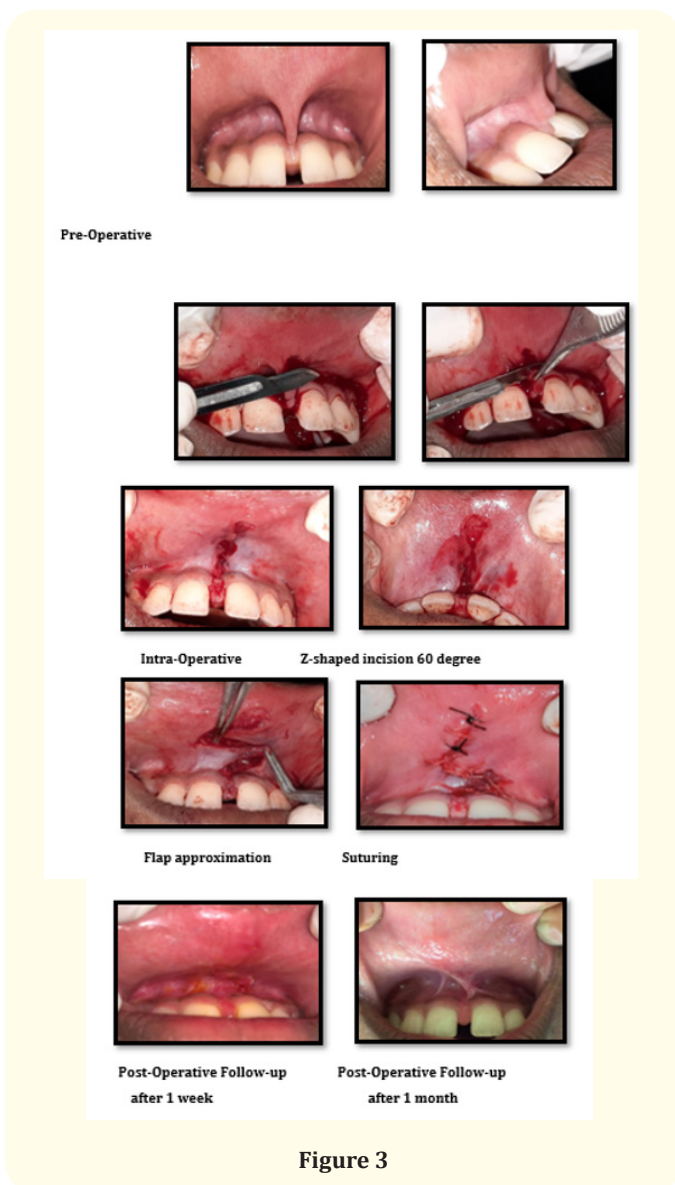 Pre-Operative
Intra-Operative Z-shaped incision 60 degree
Flap approximation Suturing
Post-Operative Follow-up Post-Operative Follow-up
after 1 week after 1 month
Figure 3